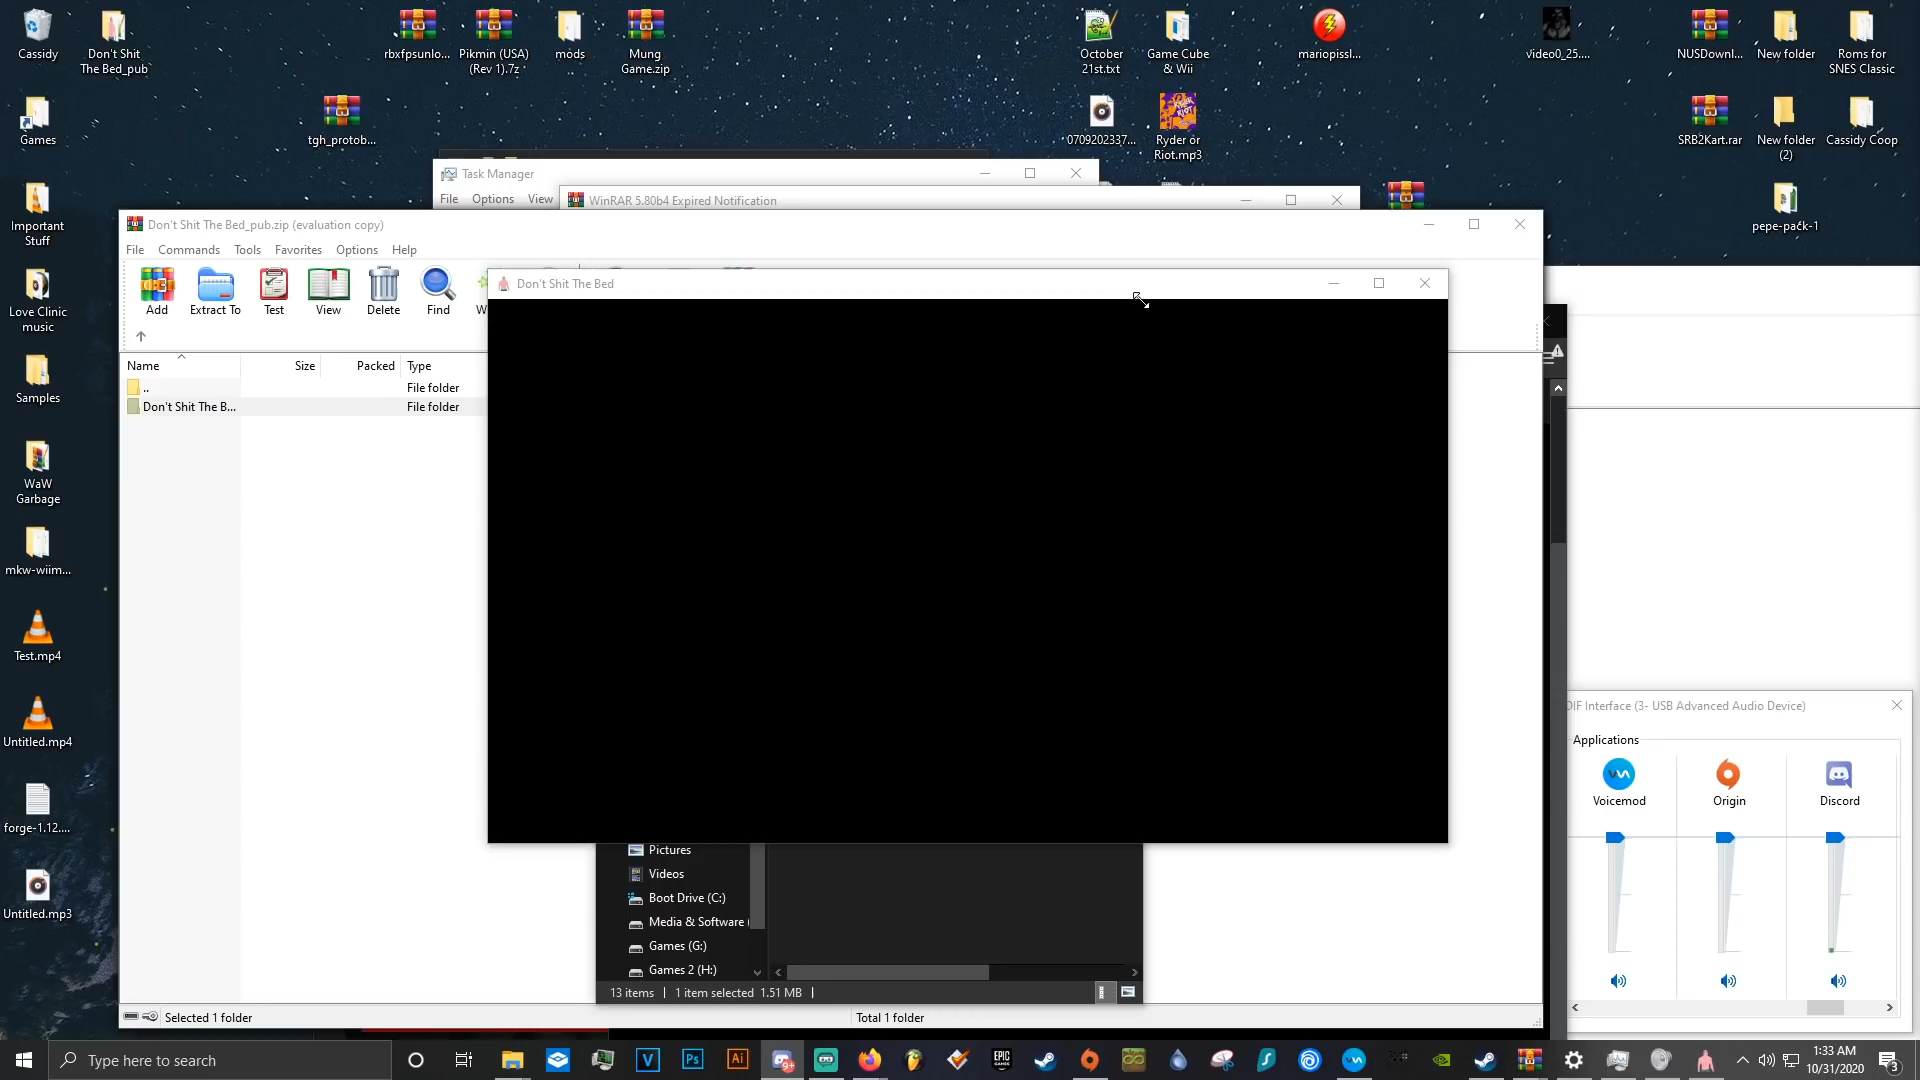 Cassidy
Don't Shit
The Bed_pub
rbxfpsunlo...
Pikmin (USA)
(Rev 1).7z
mods
Mung
Game.zip
October
21st.txt
Game Cube
& Wii
mariopissl...
video0_25....
NUSDownl...
New folder
Roms for
SNES Classic
Games
tgh_protob...
0709202337...
Ryder or
Riot.mp3
SRB2Kart.rar
New folder
(2)
Cassidy Coop
Important
Stuff
pepe-pack-1
Love Clinic
music
Samples
WaW
Garbage
mkw-wiim...
Test.mp4
Untitled.mp4
forge-1.12....
Untitled.mp3
Task Manager
File Options View
WinRAR 5.80b4 Expired Notification
Don't Shit The Bed_pub.zip (evaluation copy)
File Commands Tools Favorites Options Help
Add Extract To Test View Delete Find
Name Size Packed Type
.. File folder
Don't Shit The B... File folder
Don't Shit The Bed
Pictures
Videos
Boot Drive (C:)
Media & Software
Games (G:)
Games 2 (H:)
13 items 1 item selected 1.51 MB
Selected 1 folder
Total 1 folder
DIF Interface (3- USB Advanced Audio Device)
Applications
Voicemod Origin Discord
Type here to search
V
Ps
Ai
9+
EPIC
GAMES
1:33 AM
10/31/2020
3